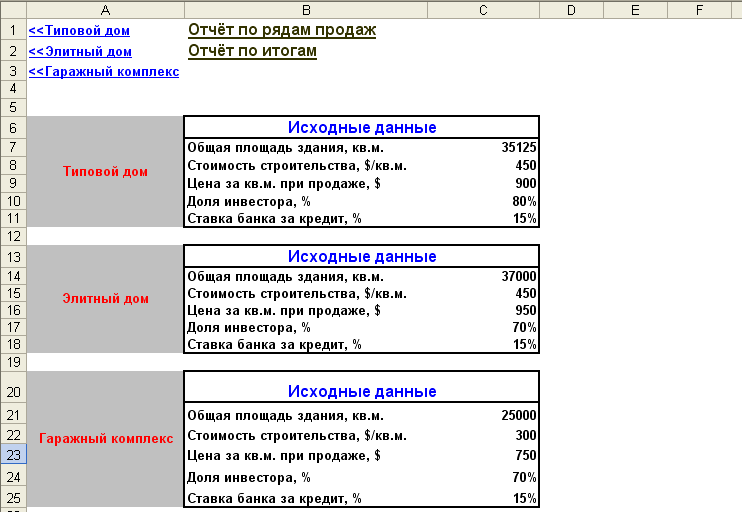 A B C D E F
1 <<Типовой дом Отчёт по рядам продаж
2 <<Элитный дом Отчёт по итогам
3 <<Гаражный комплекс
4
5
6 Исходные данные
7 Общая площадь здания, кв.м. 35125
8 Стоимость строительства, $/кв.м. 450
Типовой дом
9 Цена за кв.м. при продаже, $ 900
10 Доля инвестора, % 80%
11 Ставка банка за кредит, % 15%
12
13 Исходные данные
14 Общая площадь здания, кв.м. 37000
15 Стоимость строительства, $/кв.м. 450
Элитный дом
16 Цена за кв.м. при продаже, $ 950
17 Доля инвестора, % 70%
18 Ставка банка за кредит, % 15%
19
20 Исходные данные
21 Общая площадь здания, кв.м. 25000
22 Стоимость строительства, $/кв.м. 300
Гаражный комплекс
23 Цена за кв.м. при продаже, $ 750
24 Доля инвестора, % 70%
25 Ставка банка за кредит, % 15%